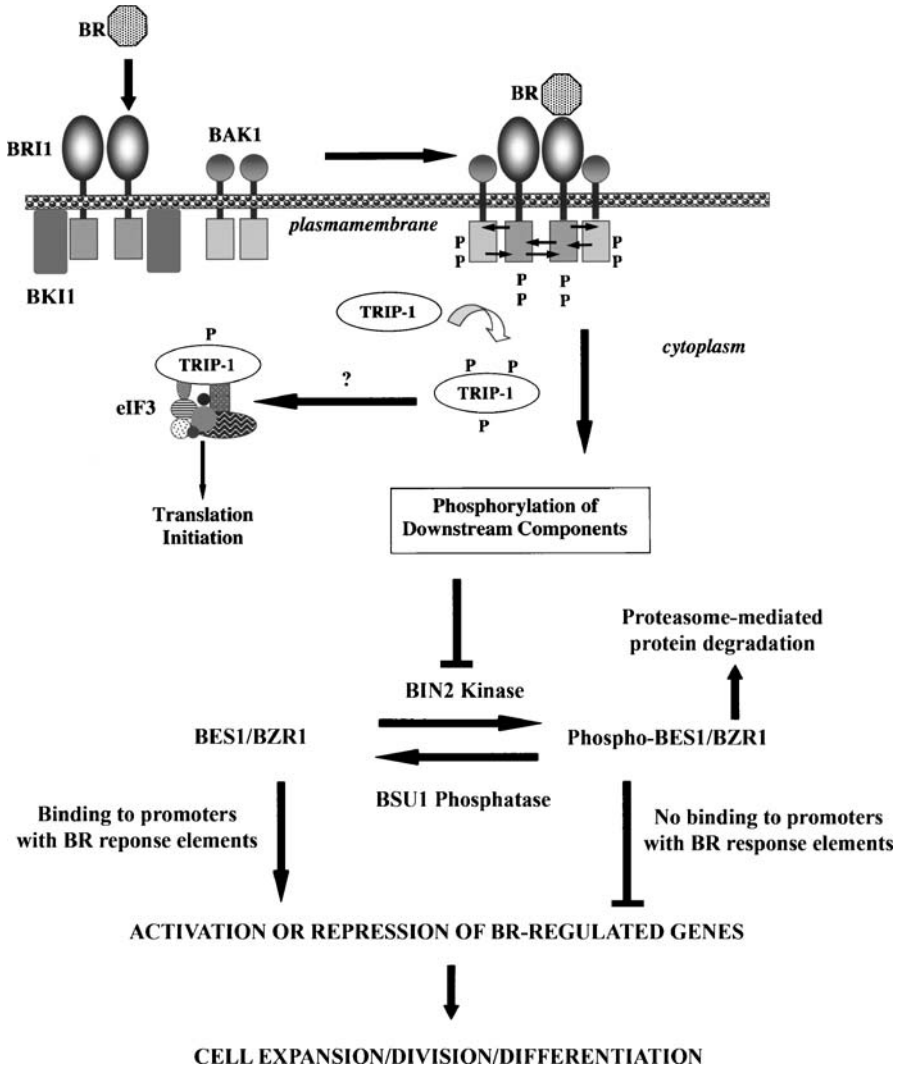 BR
BRI1
BAK1
BR
plasmamembrane
BKI1
P
P
P
P
P
P
P
P
TRIP-1
cytoplasm
P
TRIP-1
eIF3
?
P P
TRIP-1
P
Translation
Initiation
Phosphorylation of
Downstream Components
Proteasome-mediated
protein degradation
BIN2 Kinase
BES1/BZR1
Phospho-BES1/BZR1
BSU1 Phosphatase
Binding to promoters
with BR reponse elements
No binding to promoters
with BR response elements
ACTIVATION OR REPRESSION OF BR-REGULATED GENES
CELL EXPANSION/DIVISION/DIFFERENTIATION